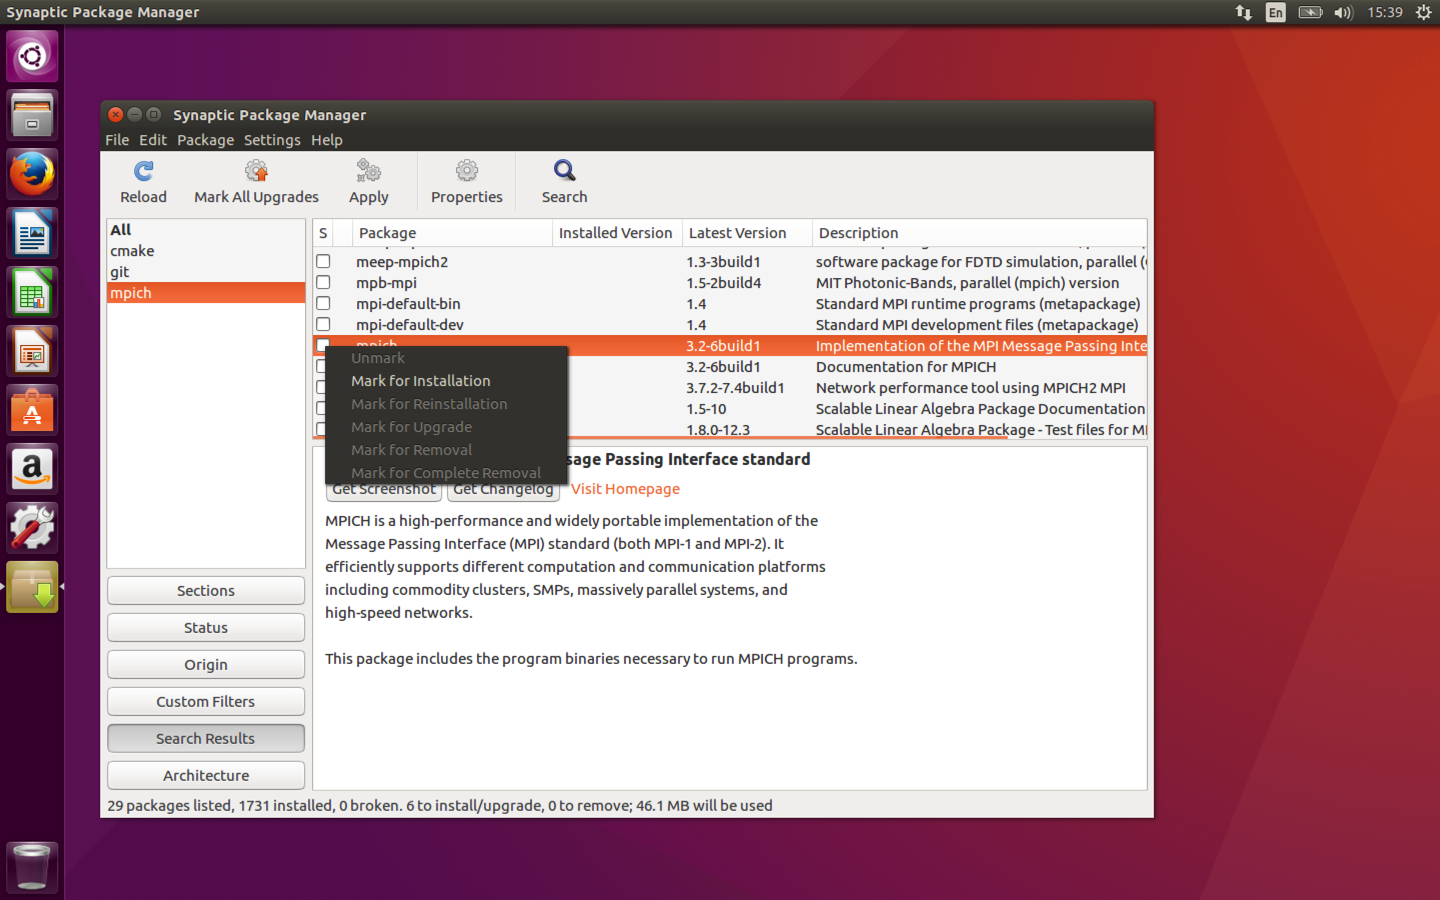 Synaptic Package Manager
En
15:39
Synaptic Package Manager
File Edit Package Settings Help
Reload Mark All Upgrades Apply Properties Search
All
cmake
git
mpich
S Package Installed Version Latest Version Description
meep-mpich2 1.3-3build1 software package for FDTD simulation, parallel (
mpb-mpi 1.5-2build4 MIT Photonic-Bands, parallel (mpich) version
mpi-default-bin 1.4 Standard MPI runtime programs (metapackage)
mpi-default-dev 1.4 Standard MPI development files (metapackage)
mpich 3.2-6build1 Implementation of the MPI Message Passing Inte
3.2-6build1 Documentation for MPICH
3.7.2-7.4build1 Network performance tool using MPICH2 MPI
1.5-10 Scalable Linear Algebra Package Documentation
1.8.0-12.3 Scalable Linear Algebra Package - Test files for M
Unmark
Mark for Installation
Mark for Reinstallation
Mark for Upgrade
Mark for Removal
Mark for Complete Removal
sage Passing Interface standard
Get Screenshot Get Changelog Visit Homepage
MPICH is a high-performance and widely portable implementation of the
Message Passing Interface (MPI) standard (both MPI-1 and MPI-2). It
efficiently supports different computation and communication platforms
including commodity clusters, SMPs, massively parallel systems, and
high-speed networks.
This package includes the program binaries necessary to run MPICH programs.
Sections
Status
Origin
Custom Filters
Search Results
Architecture
29 packages listed, 1731 installed, 0 broken. 6 to install/upgrade, 0 to remove; 46.1 MB will be used